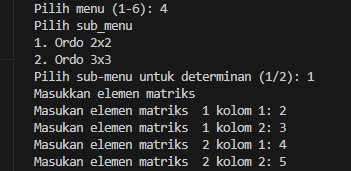 Pilih menu (1-6): 4
Pilih sub_menu
1. Ordo 2x2
2. Ordo 3x3
Pilih sub-menu untuk determinan (1/2): 1
Masukkan elemen matriks
Masukan elemen matriks  1 kolom 1: 2
Masukan elemen matriks  1 kolom 2: 3
Masukan elemen matriks  2 kolom 1: 4
Masukan elemen matriks  2 kolom 2: 5